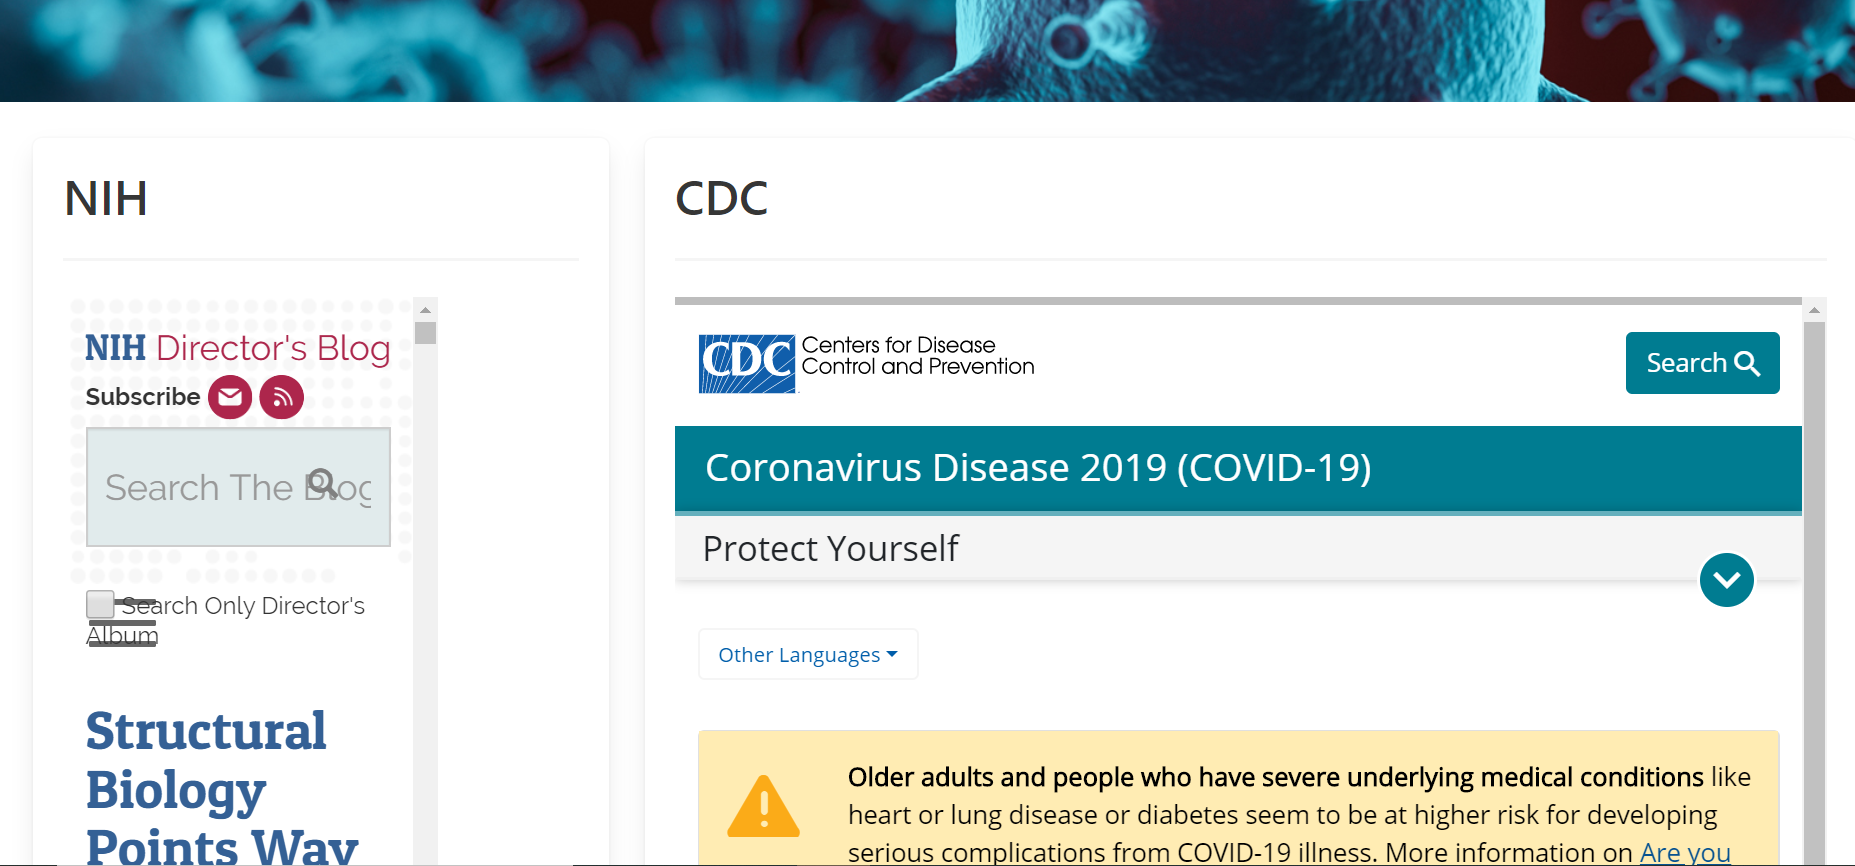 NIH
NIH Director's Blog
Subscribe
Search The Blog
Search Only Director's
Album
Structural
Biology
Points Way
CDC
CDC Centers for Disease
Control and Prevention
Search
Coronavirus Disease 2019 (COVID-19)
Protect Yourself
Other Languages
Older adults and people who have severe underlying medical conditions like
heart or lung disease or diabetes seem to be at higher risk for developing
serious complications from COVID-19 illness. More information on Are you